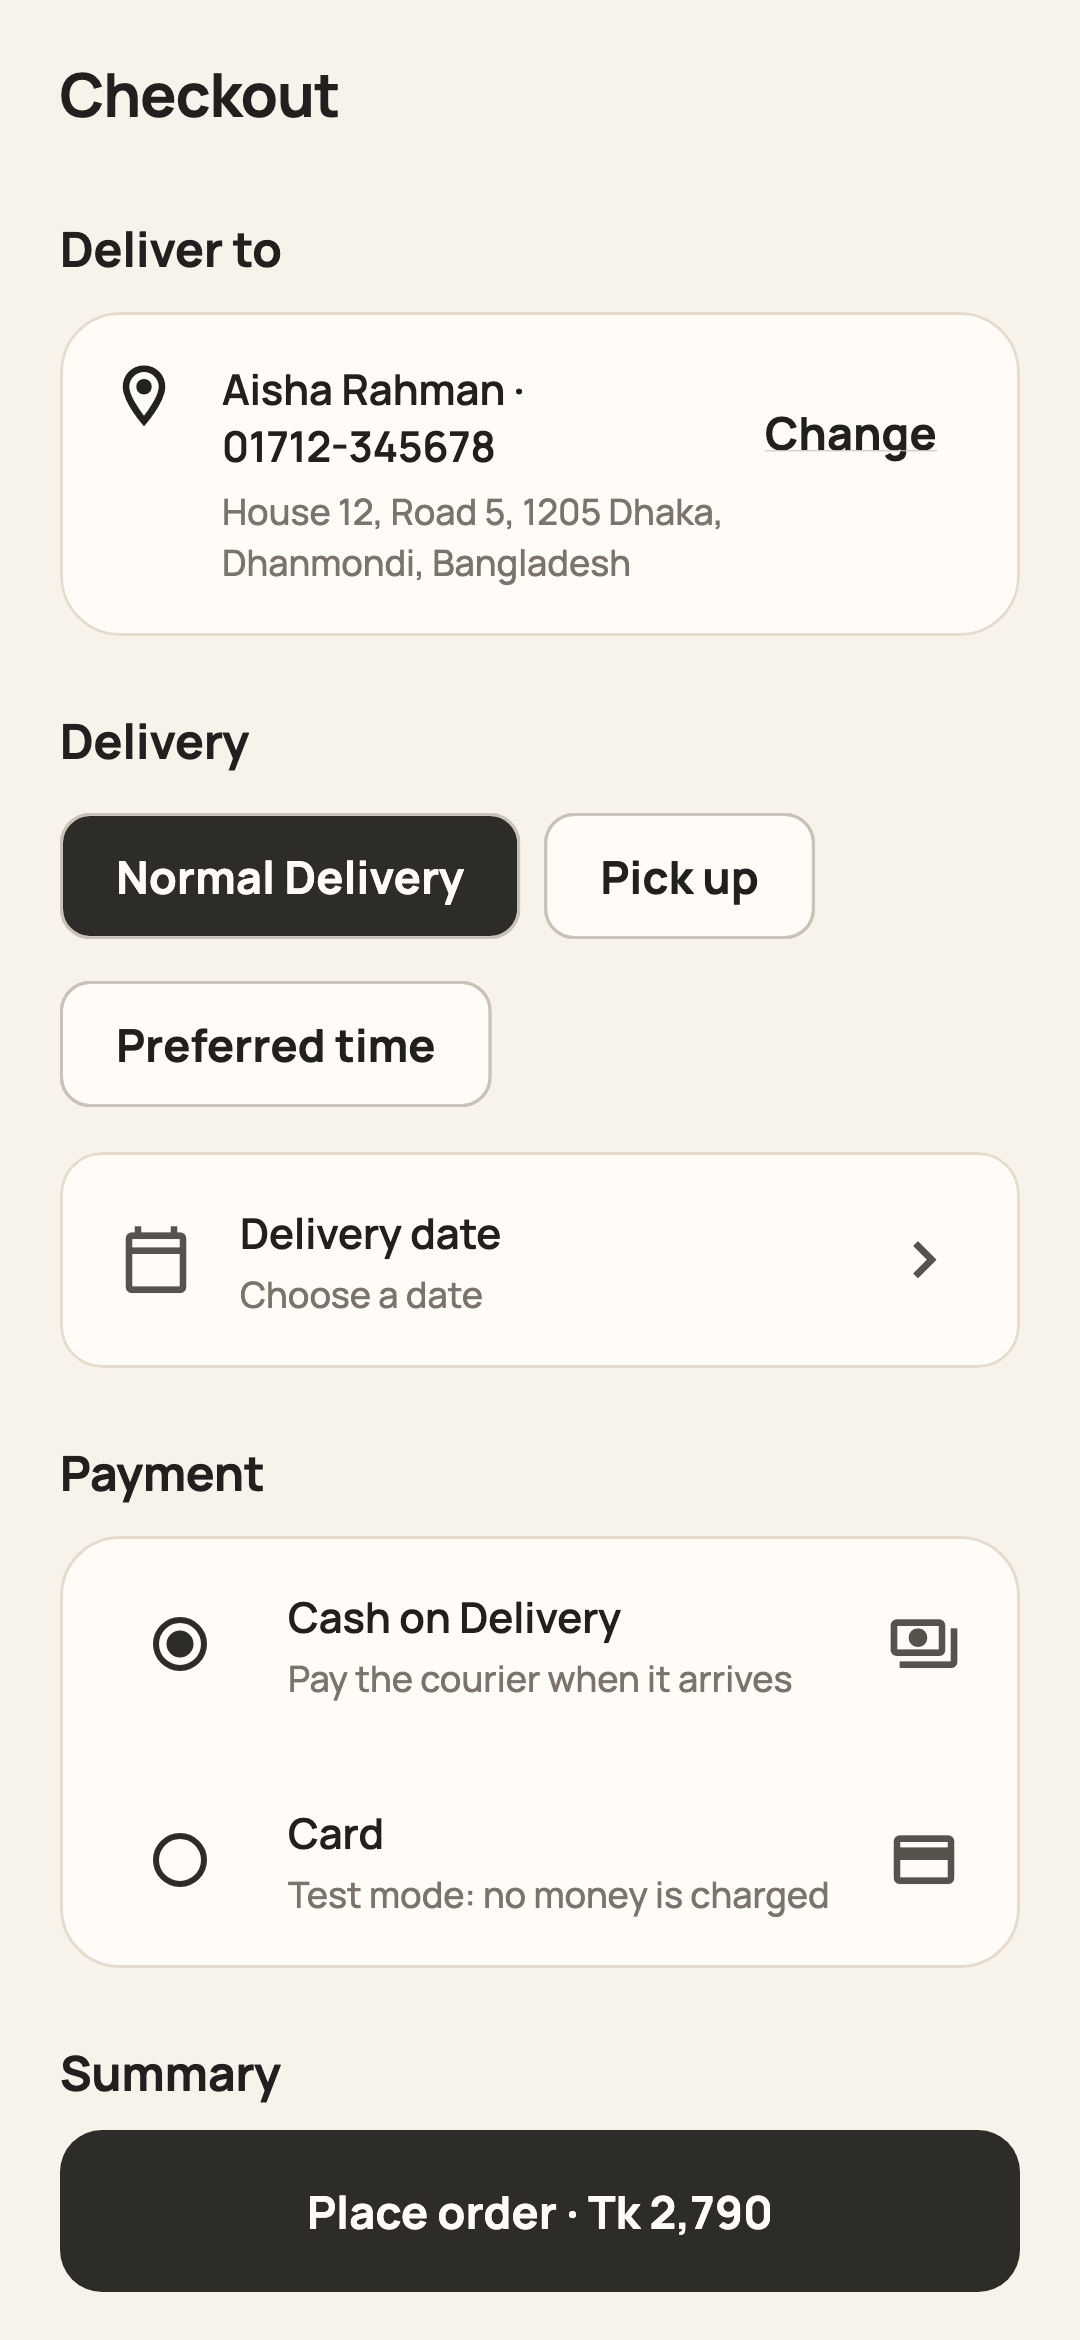 Checkout
Deliver to
Aisha Rahman ·
01712-345678
Change
House 12, Road 5, 1205 Dhaka,
Dhanmondi, Bangladesh
Delivery
Normal Delivery
Pick up
Preferred time
Delivery date
Choose a date
Payment
Cash on Delivery
Pay the courier when it arrives
Card
Test mode: no money is charged
Summary
Place order · Tk 2,790